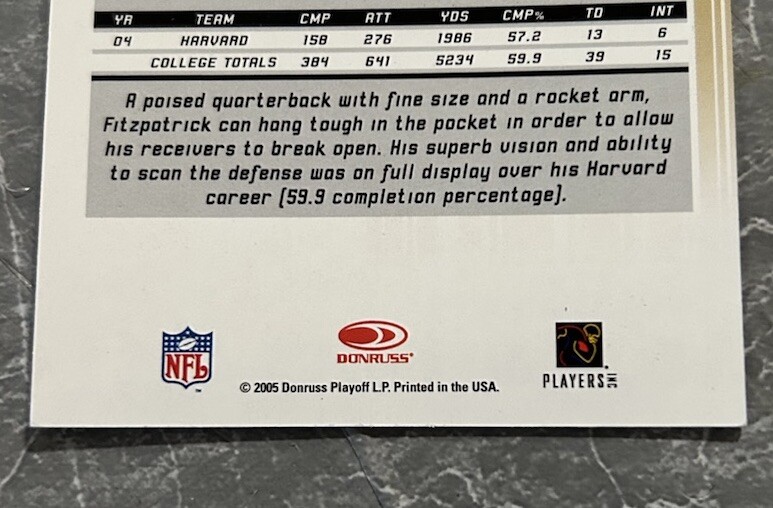 YR TEAM CMP ATT YDS CMP% TD INT
04 HARVARD 158 276 1986 57.2 13 6
COLLEGE TOTALS 384 641 5234 59.9 39 15
A poised quarterback with fine size and a rocket arm,
Fitzpatrick can hang tough in the pocket in order to allow
his receivers to break open. His superb vision and ability
to scan the defense was on full display over his Harvard
career (59.9 completion percentage).
NFL
DONRUSS
© 2005 Donruss Playoff L.P. Printed in the USA.
PLAYERS INC